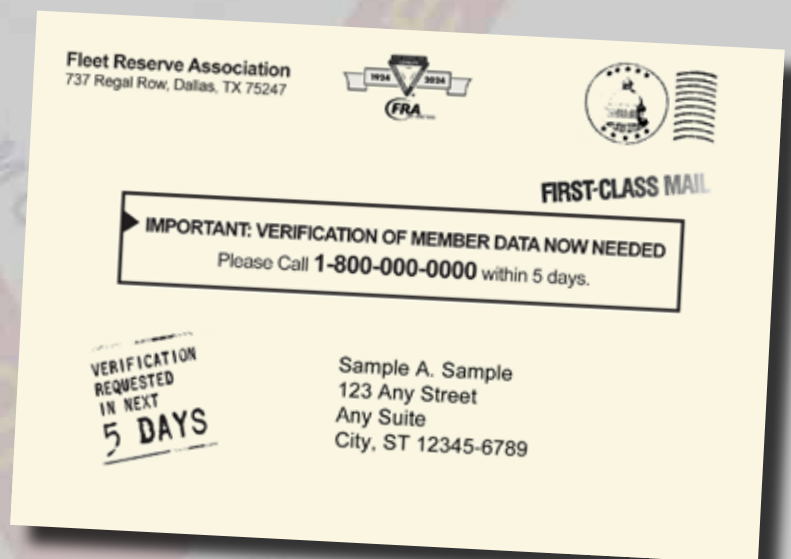 Fleet Reserve Association
737 Regal Row, Dallas, TX 75247
1924 2024
FRA
FIRST-CLASS MAIL
IMPORTANT: VERIFICATION OF MEMBER DATA NOW NEEDED
Please Call 1-800-000-0000 within 5 days.
VERIFICATION
REQUESTED
IN NEXT
5 DAYS
Sample A. Sample
123 Any Street
Any Suite
City, ST 12345-6789